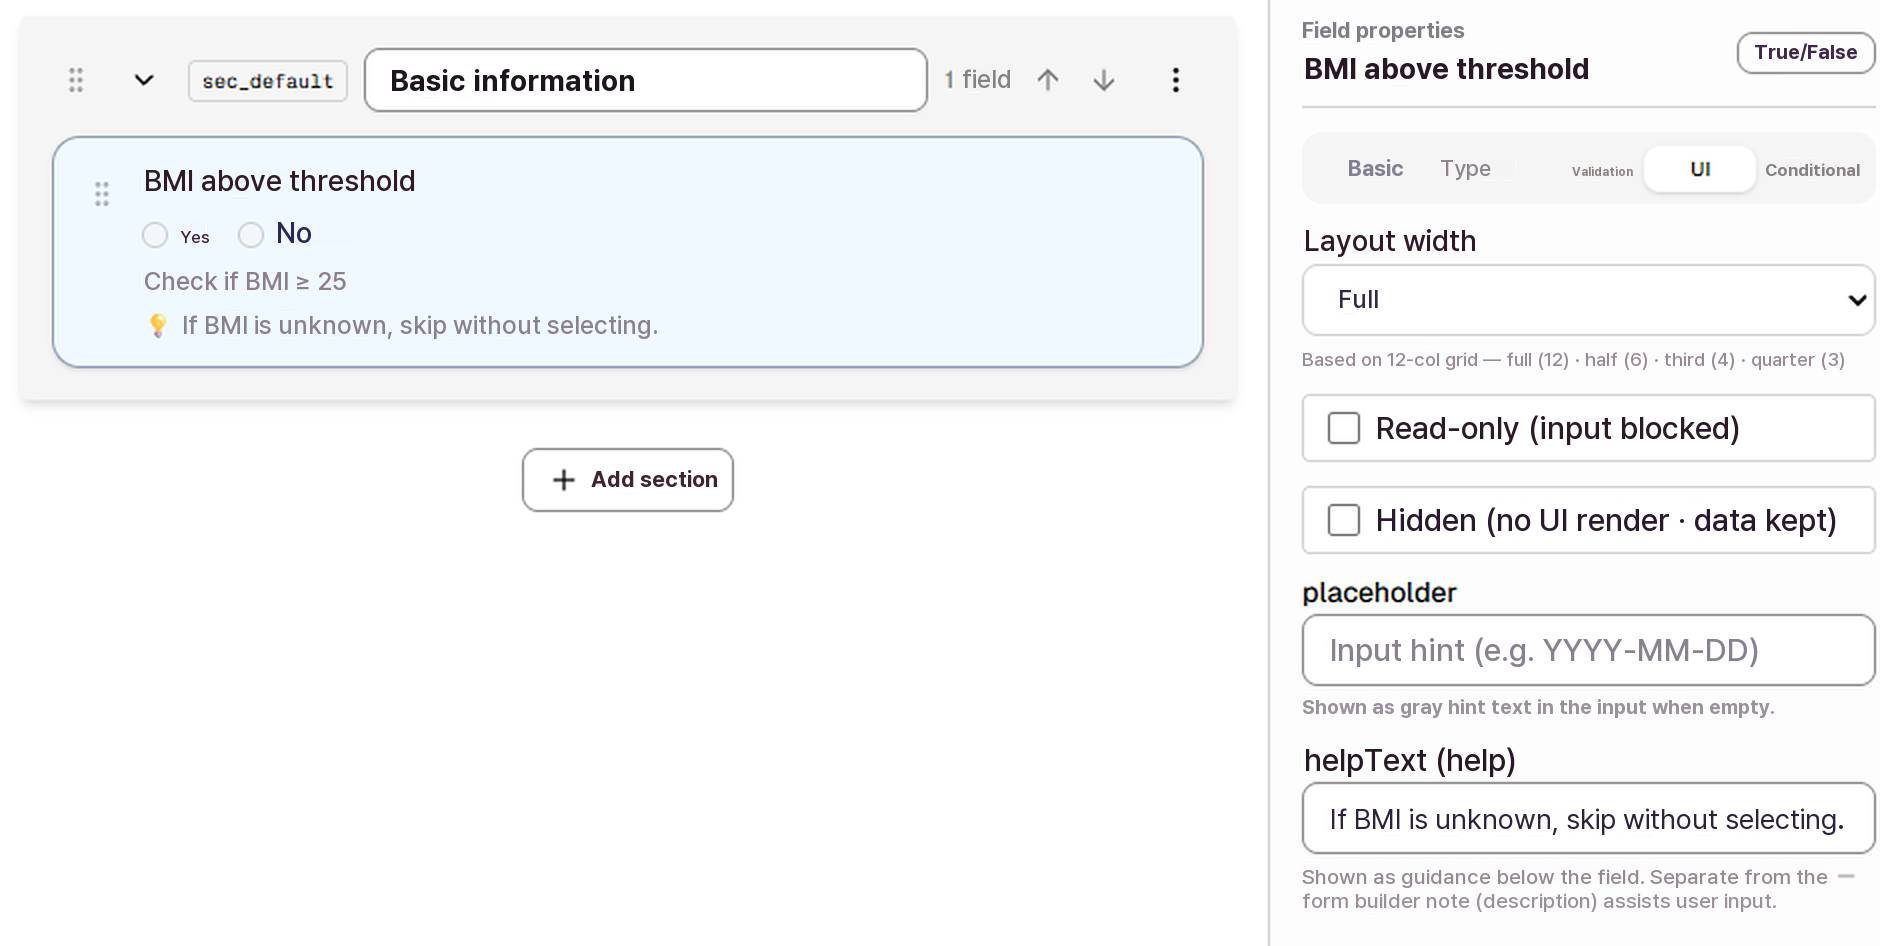 sec_default
Basic information
1 field
BMI above threshold
Yes
No
Check if BMI ≥ 25
If BMI is unknown, skip without selecting.
Add section
Field properties
BMI above threshold
True/False
Basic
Type
Validation
UI
Conditional
Layout width
Full
Based on 12-col grid — full (12) · half (6) · third (4) · quarter (3)
Read-only (input blocked)
Hidden (no UI render · data kept)
placeholder
Input hint (e.g. YYYY-MM-DD)
Shown as gray hint text in the input when empty.
helpText (help)
If BMI is unknown, skip without selecting.
Shown as guidance below the field. Separate from the —
form builder note (description) assists user input.